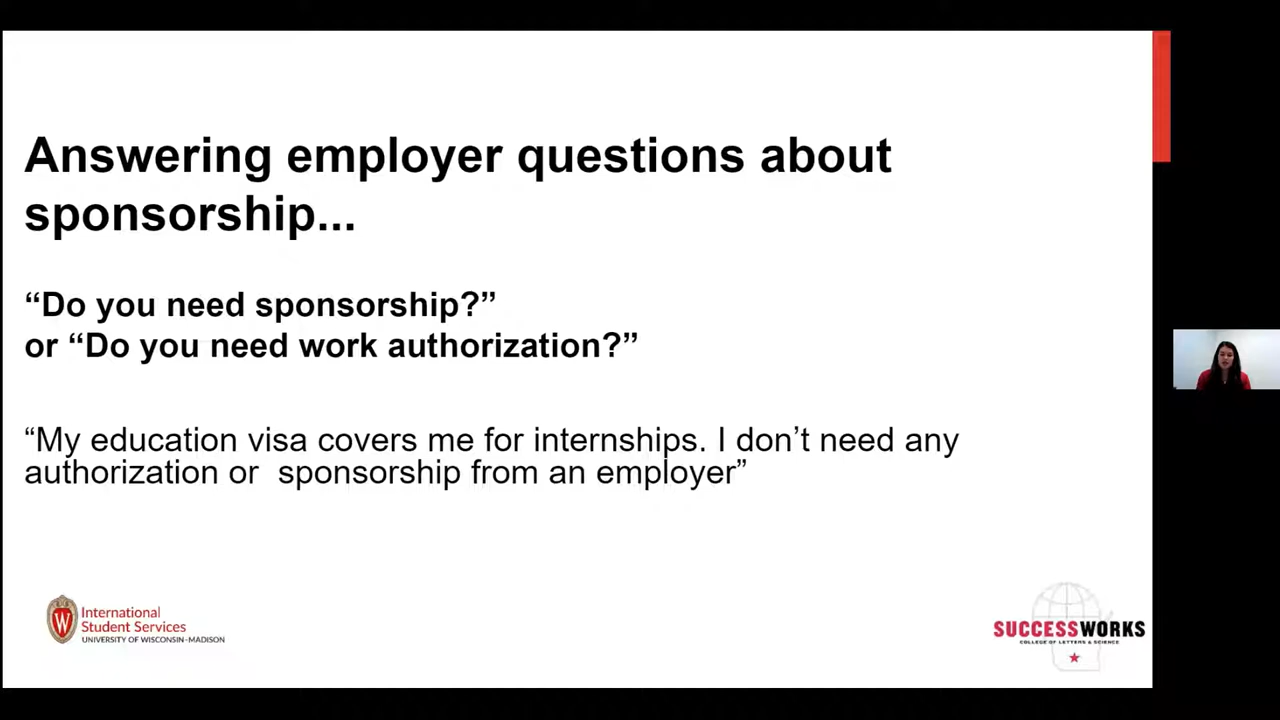 Answering employer questions about
sponsorship...
“Do you need sponsorship?”
or “Do you need work authorization?”
“My education visa covers me for internships. I don’t need any
authorization or  sponsorship from an employer”
W
International
Student Services
UNIVERSITY OF WISCONSIN-MADISON
SUCCESSWORKS
COLLEGE OF LETTERS & SCIENCE